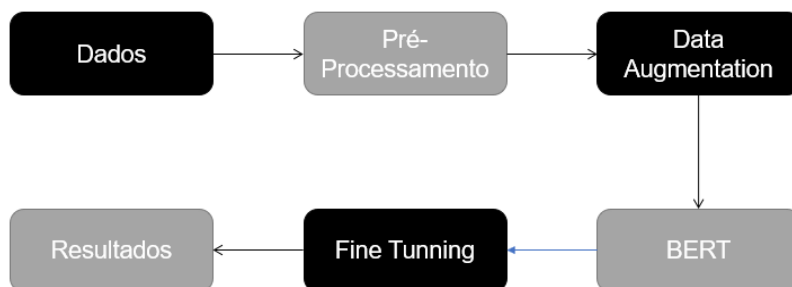 Dados
Pré-
Processamento
Data
Augmentation
Resultados
Fine Tunning
BERT